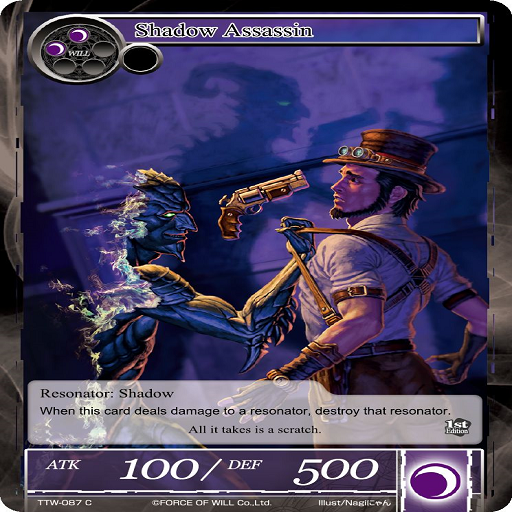 Shadow Assassin
WILL
Resonator: Shadow
When this card deals damage to a resonator, destroy that resonator.
All it takes is a scratch.
1st
Edition
ATK 100/ DEF 500
TTW-087 C ©FORCE OF WILL Co.,Ltd. Illust/Nagilにゃん